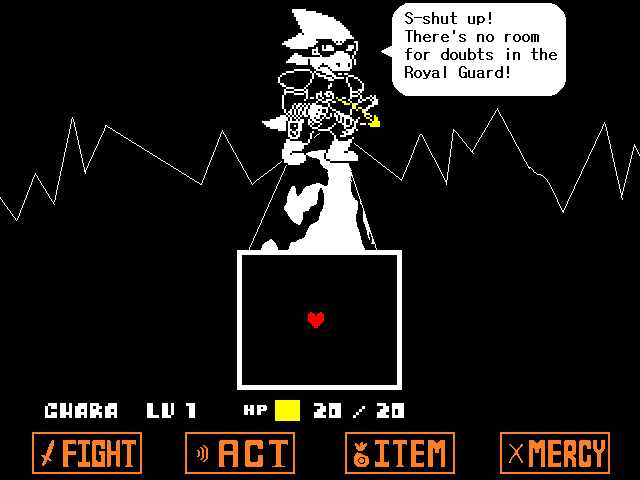 S-shut up!
There's no room
for doubts in the
Royal Guard!
CHARA LV 1 HP 20 / 20
FIGHT ACT ITEM MERCY